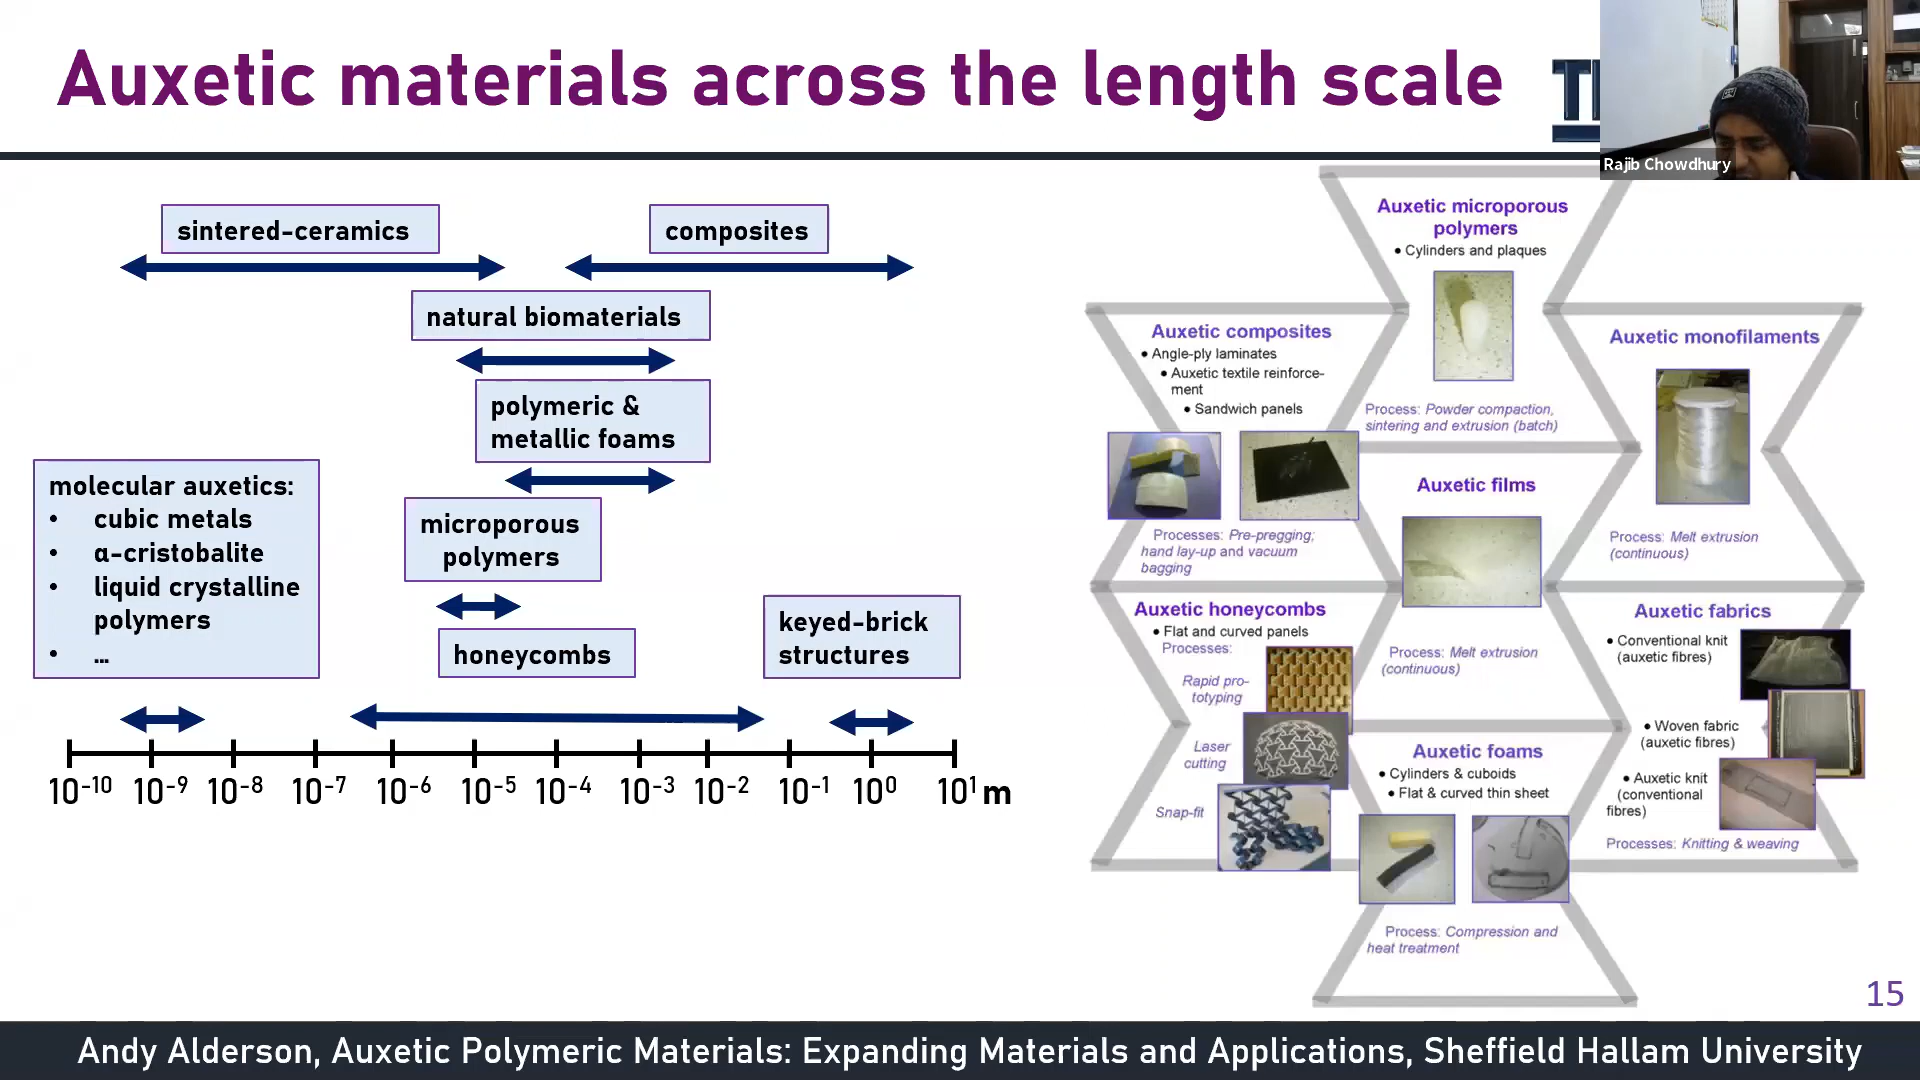 Auxetic materials across the length scale
Rajib Chowdhury
sintered-ceramics
composites
natural biomaterials
polymeric &
metallic foams
molecular auxetics:
• cubic metals
• α-cristobalite
• liquid crystalline
polymers
• ...
microporous
polymers
honeycombs
keyed-brick
structures
10-10 10-9 10-8 10-7 10-6 10-5 10-4 10-3 10-2 10-1 100 101 m
Auxetic microporous
polymers
• Cylinders and plaques
Process: Powder compaction,
sintering and extrusion (batch)
Auxetic composites
• Angle-ply laminates
• Auxetic textile reinforce-
ment
• Sandwich panels
Processes: Pre-pregging;
hand lay-up and vacuum
bagging
Auxetic monofilaments
Process: Melt extrusion
(continuous)
Auxetic films
Process: Melt extrusion
(continuous)
Auxetic honeycombs
• Flat and curved panels
Processes:
Rapid pro-
totyping
Laser
cutting
Snap-fit
Auxetic fabrics
• Conventional knit
(auxetic fibres)
• Woven fabric
(auxetic fibres)
• Auxetic knit
(conventional
fibres)
Processes: Knitting & weaving
Auxetic foams
• Cylinders & cuboids
• Flat & curved thin sheet
Process: Compression and
heat treatment
15
Andy Alderson, Auxetic Polymeric Materials: Expanding Materials and Applications, Sheffield Hallam University